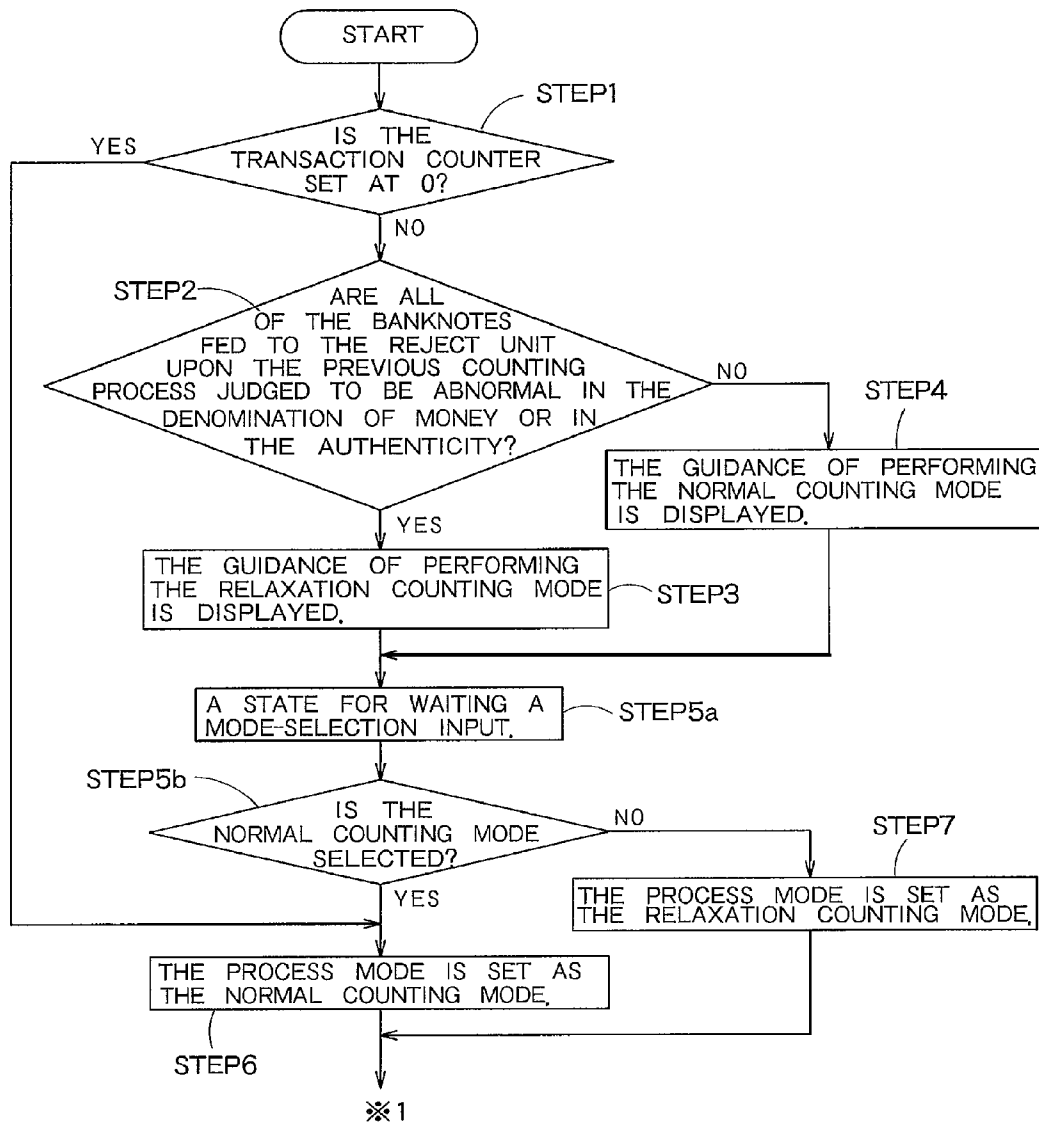 START
STEP1
IS THE
TRANSACTION COUNTER
SET AT 0?
YES
NO
STEP2
ARE ALL
OF THE BANKNOTES
FED TO THE REJECT UNIT
UPON THE PREVIOUS COUNTING
PROCESS JUDGED TO BE ABNORMAL IN THE
DENOMINATION OF MONEY OR IN
THE AUTHENTICITY?
NO
YES
STEP4
THE GUIDANCE OF PERFORMING
THE NORMAL COUNTING MODE
IS DISPLAYED.
THE GUIDANCE OF PERFORMING
THE RELAXATION COUNTING MODE
IS DISPLAYED.
STEP3
A STATE FOR WAITING A
MODE-SELECTION INPUT.
STEP5a
STEP5b
IS THE
NORMAL COUNTING MODE
SELECTED?
NO
YES
STEP7
THE PROCESS MODE IS SET AS
THE RELAXATION COUNTING MODE.
THE PROCESS MODE IS SET AS
THE NORMAL COUNTING MODE.
STEP6
※1